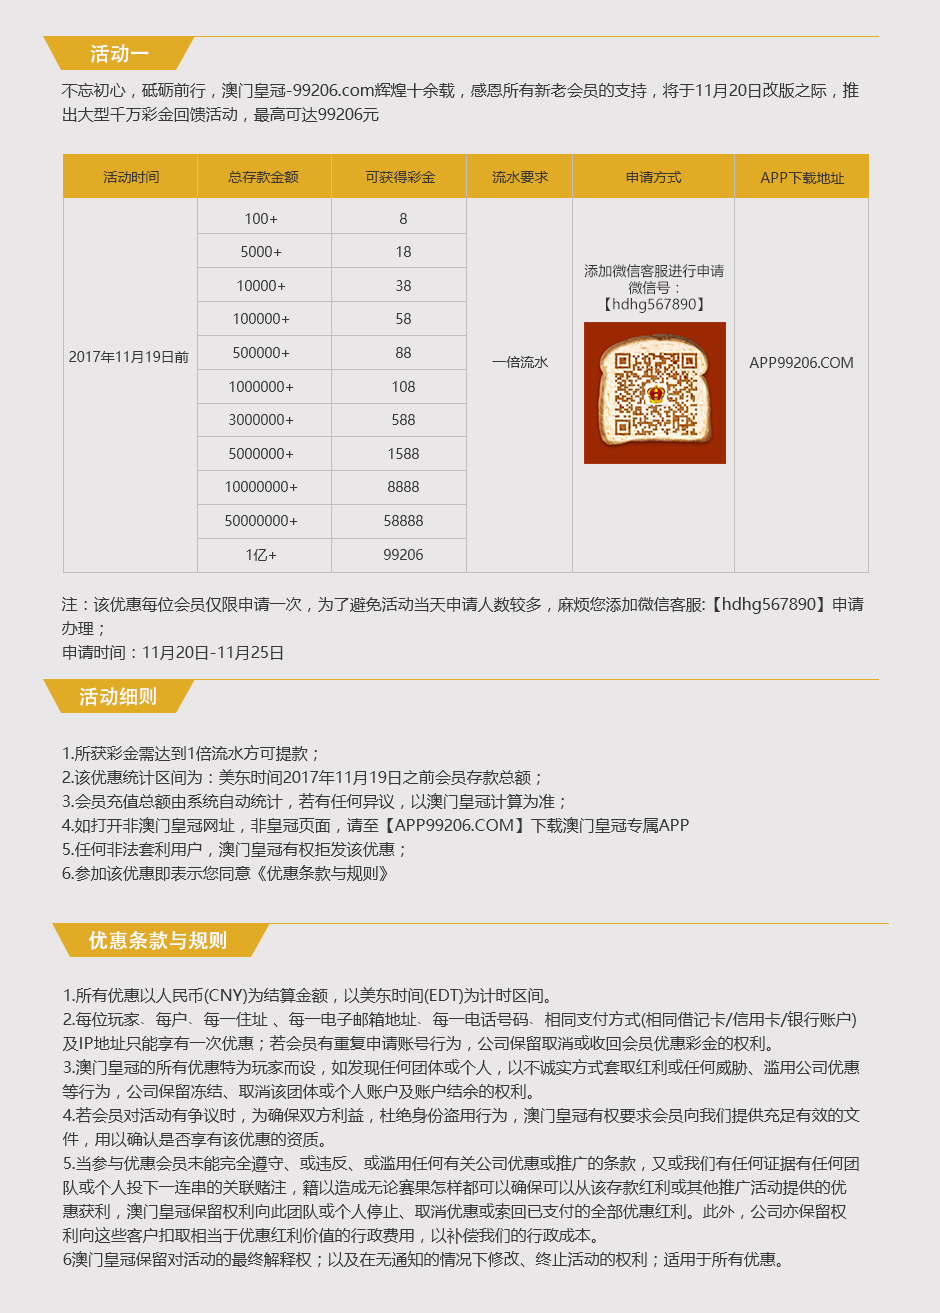 活动一
不忘初心，砥砺前行，澳门皇冠-99206.com辉煌十余载，感恩所有新老会员的支持，将于11月20日改版之际，推
出大型千万彩金回馈活动，最高可达99206元
活动时间 总存款金额 可获得彩金 流水要求 申请方式 APP下载地址
100+ 8
5000+ 18
10000+ 38
100000+ 58
500000+ 88
1000000+ 108
3000000+ 588
5000000+ 1588
10000000+ 8888
50000000+ 58888
1亿+ 99206
2017年11月19日前
一倍流水
添加微信客服进行申请
微信号：
【hdhg567890】
APP99206.COM
注：该优惠每位会员仅限申请一次，为了避免活动当天申请人数较多，麻烦您添加微信客服:【hdhg567890】申请
办理；
申请时间：11月20日-11月25日
活动细则
1.所获彩金需达到1倍流水方可提款；
2.该优惠统计区间为：美东时间2017年11月19日之前会员存款总额；
3.会员充值总额由系统自动统计，若有任何异议，以澳门皇冠计算为准；
4.如打开非澳门皇冠网址，非皇冠页面，请至【APP99206.COM】下载澳门皇冠专属APP
5.任何非法套利用户，澳门皇冠有权拒发该优惠；
6.参加该优惠即表示您同意《优惠条款与规则》
优惠条款与规则
1.所有优惠以人民币(CNY)为结算金额，以美东时间(EDT)为计时区间。
2.每位玩家、每户、每一住址 、每一电子邮箱地址、每一电话号码、相同支付方式(相同借记卡/信用卡/银行账户)
及IP地址只能享有一次优惠；若会员有重复申请账号行为，公司保留取消或收回会员优惠彩金的权利。
3.澳门皇冠的所有优惠特为玩家而设，如发现任何团体或个人，以不诚实方式套取红利或任何威胁、滥用公司优惠
等行为，公司保留冻结、取消该团体或个人账户及账户结余的权利。
4.若会员对活动有争议时，为确保双方利益，杜绝身份盗用行为，澳门皇冠有权要求会员向我们提供充足有效的文
件，用以确认是否享有该优惠的资质。
5.当参与优惠会员未能完全遵守、或违反、或滥用任何有关公司优惠或推广的条款，又或我们有任何证据有任何团
队或个人投下一连串的关联赌注，籍以造成无论赛果怎样都可以确保可以从该存款红利或其他推广活动提供的优
惠获利，澳门皇冠保留权利向此团队或个人停止、取消优惠或索回已支付的全部优惠红利。此外，公司亦保留权
利向这些客户扣取相当于优惠红利价值的行政费用，以补偿我们的行政成本。
6澳门皇冠保留对活动的最终解释权；以及在无通知的情况下修改、终止活动的权利；适用于所有优惠。